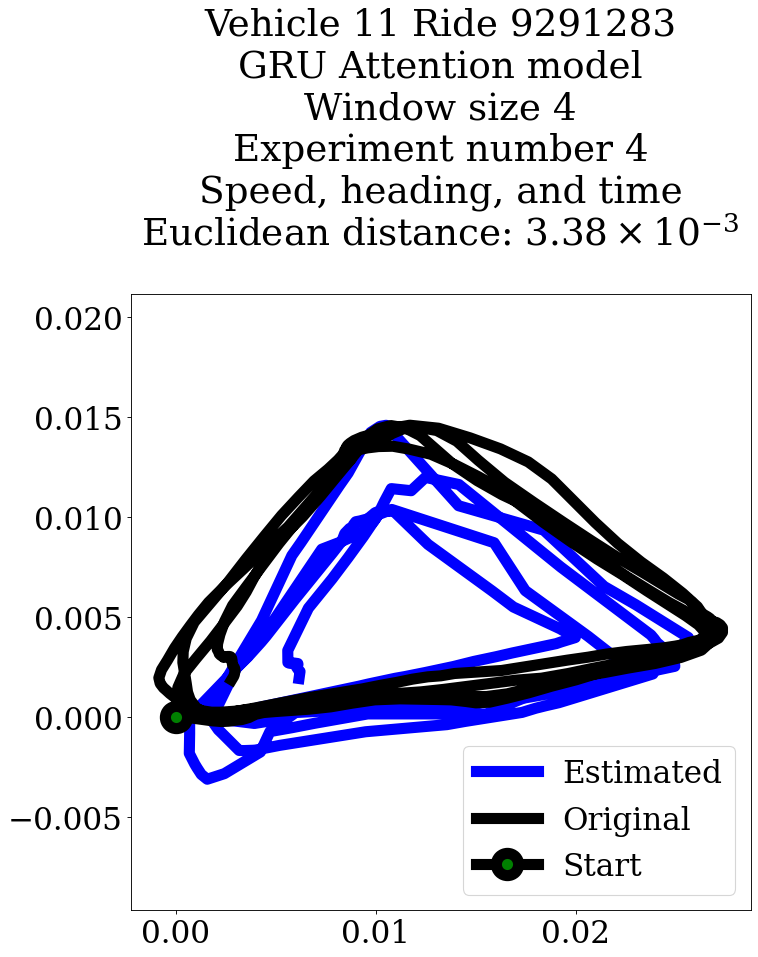 Vehicle 11 Ride 9291283
GRU Attention model
Window size 4
Experiment number 4
Speed, heading, and time
Euclidean distance: 3.38 × 10⁻³
0.020
0.015
0.010
0.005
0.000
−0.005
Estimated
Original
Start
0.00 0.01 0.02